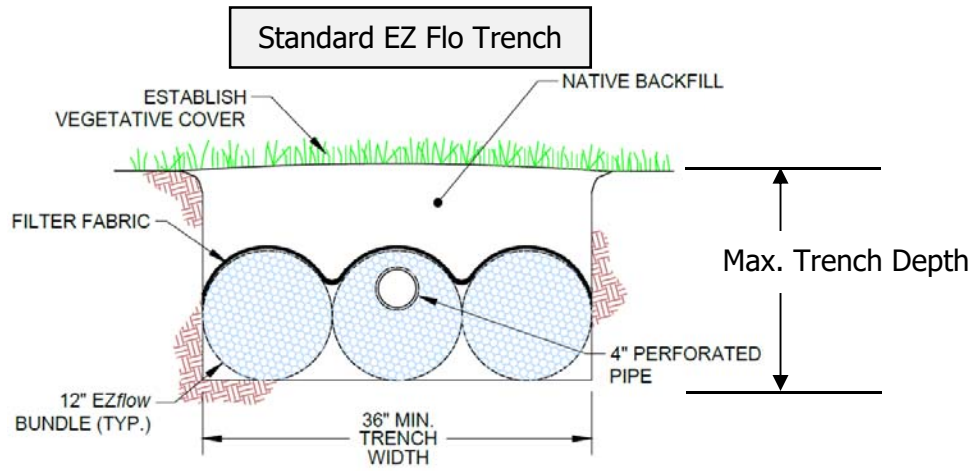 Standard EZ Flo Trench
ESTABLISH
VEGETATIVE COVER
NATIVE BACKFILL
FILTER FABRIC
Max. Trench Depth
4" PERFORATED
PIPE
12" EZflow
BUNDLE (TYP.)
36" MIN.
TRENCH
WIDTH